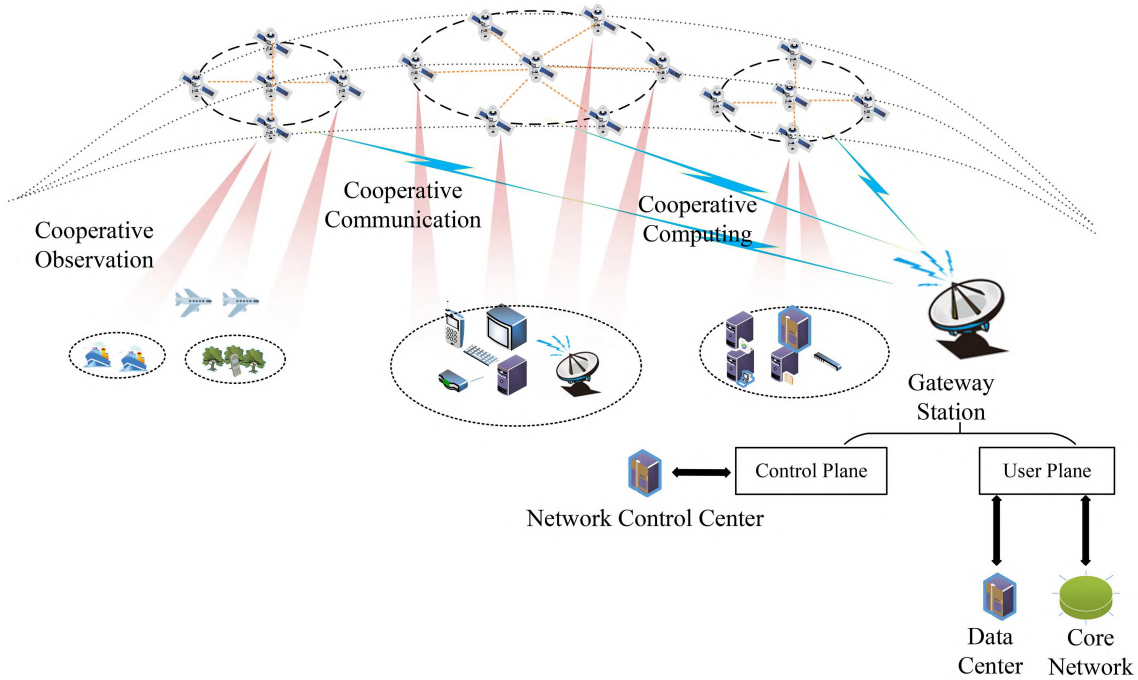 Cooperative
Observation
Cooperative
Communication
Cooperative
Computing
Gateway
Station
Control Plane
User Plane
Network Control Center
Data
Center
Core
Network